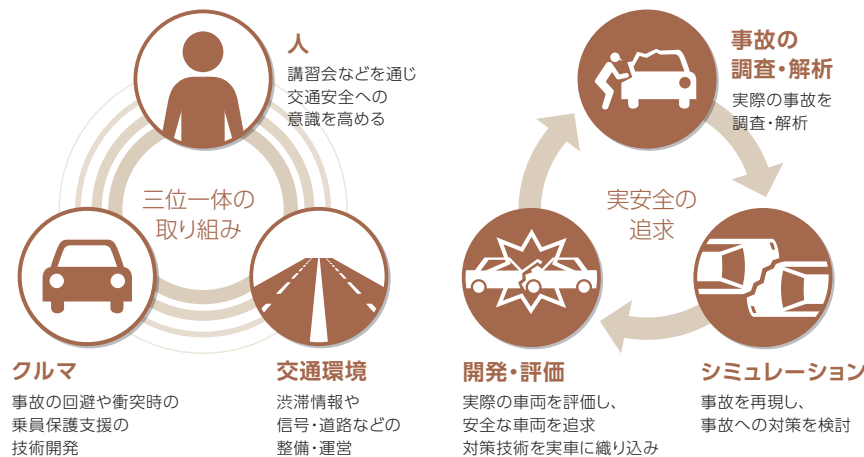 人
講習会などを通じ
交通安全への
意識を高める
三位一体の
取り組み
クルマ
事故の回避や衝突時の
乗員保護支援の
技術開発
交通環境
渋滞情報や
信号・道路などの
整備・運営
事故の
調査・解析
実際の事故を
調査・解析
実安全の
追求
開発・評価
実際の車両を評価し、
安全な車両を追求
対策技術を実車に織り込み
シミュレーション
事故を再現し、
事故への対策を検討